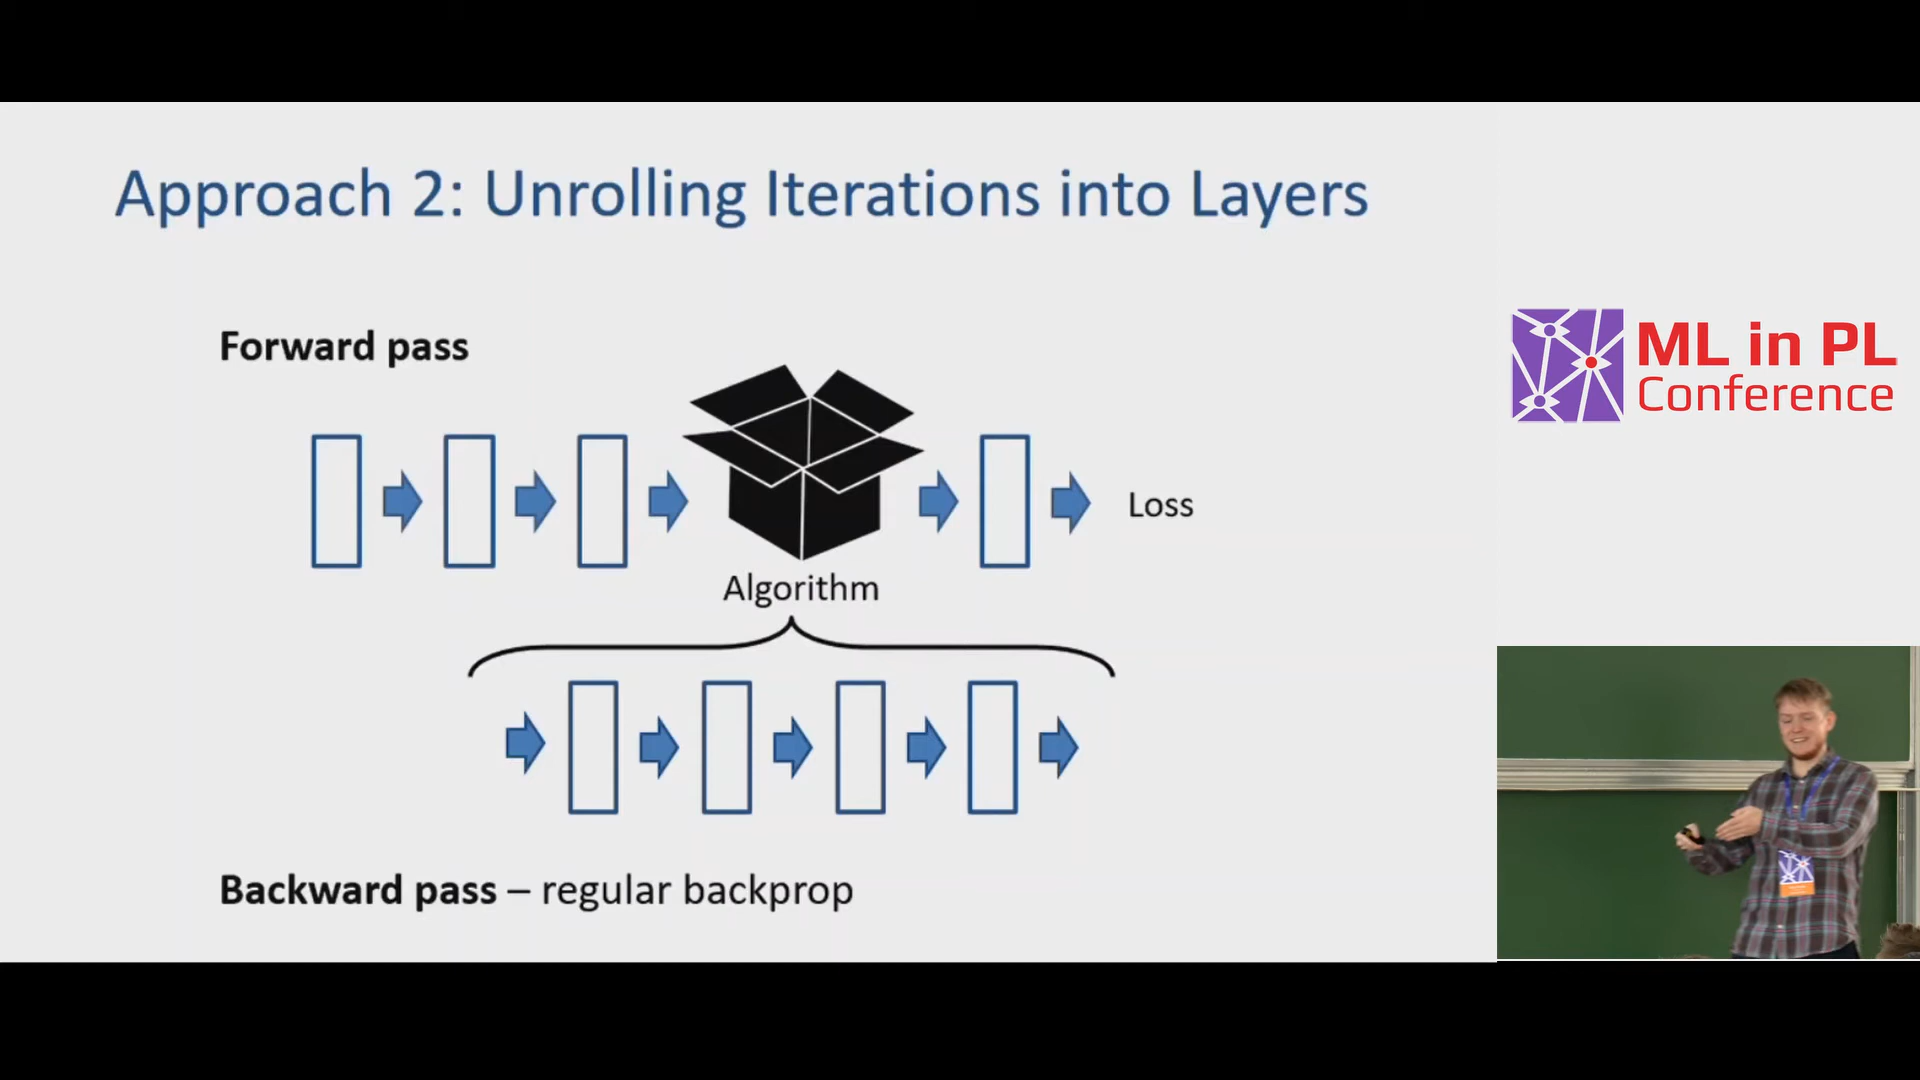 Approach 2: Unrolling Iterations into Layers
Forward pass
ML in PL
Conference
Loss
Algorithm
Backward pass – regular backprop